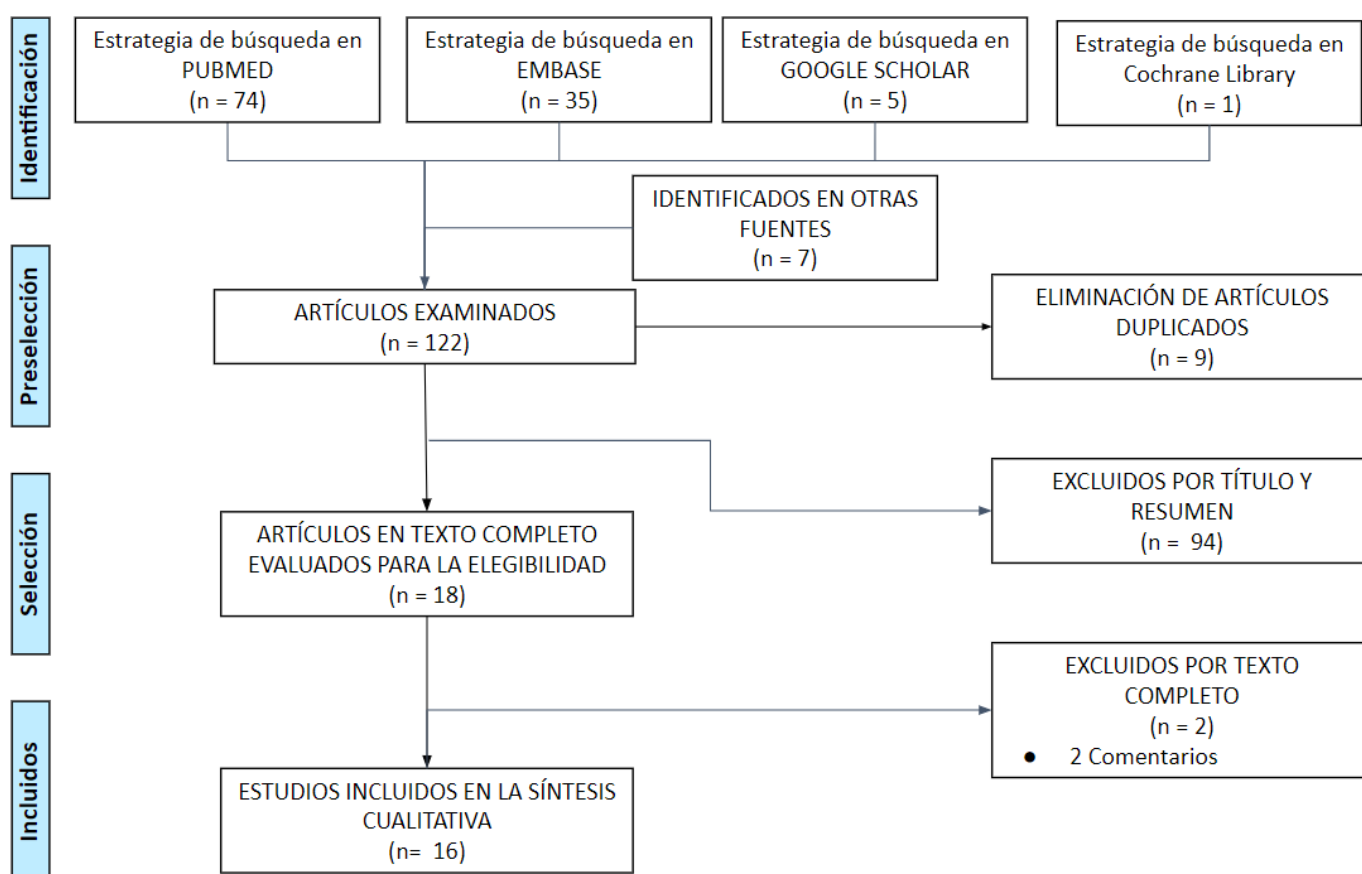 Identificación
Estrategia de búsqueda en
PUBMED
(n = 74)
Estrategia de búsqueda en
EMBASE
(n = 35)
Estrategia de búsqueda en
GOOGLE SCHOLAR
(n = 5)
Estrategia de búsqueda en
Cochrane Library
(n = 1)
IDENTIFICADOS EN OTRAS
FUENTES
(n = 7)
Preselección
ARTÍCULOS EXAMINADOS
(n = 122)
ELIMINACIÓN DE ARTÍCULOS
DUPLICADOS
(n = 9)
Selección
EXCLUIDOS POR TÍTULO Y
RESUMEN
(n = 94)
ARTÍCULOS EN TEXTO COMPLETO
EVALUADOS PARA LA ELEGIBILIDAD
(n = 18)
Incluidos
EXCLUIDOS POR TEXTO
COMPLETO
(n = 2)
● 2 Comentarios
ESTUDIOS INCLUIDOS EN LA SÍNTESIS
CUALITATIVA
(n= 16)